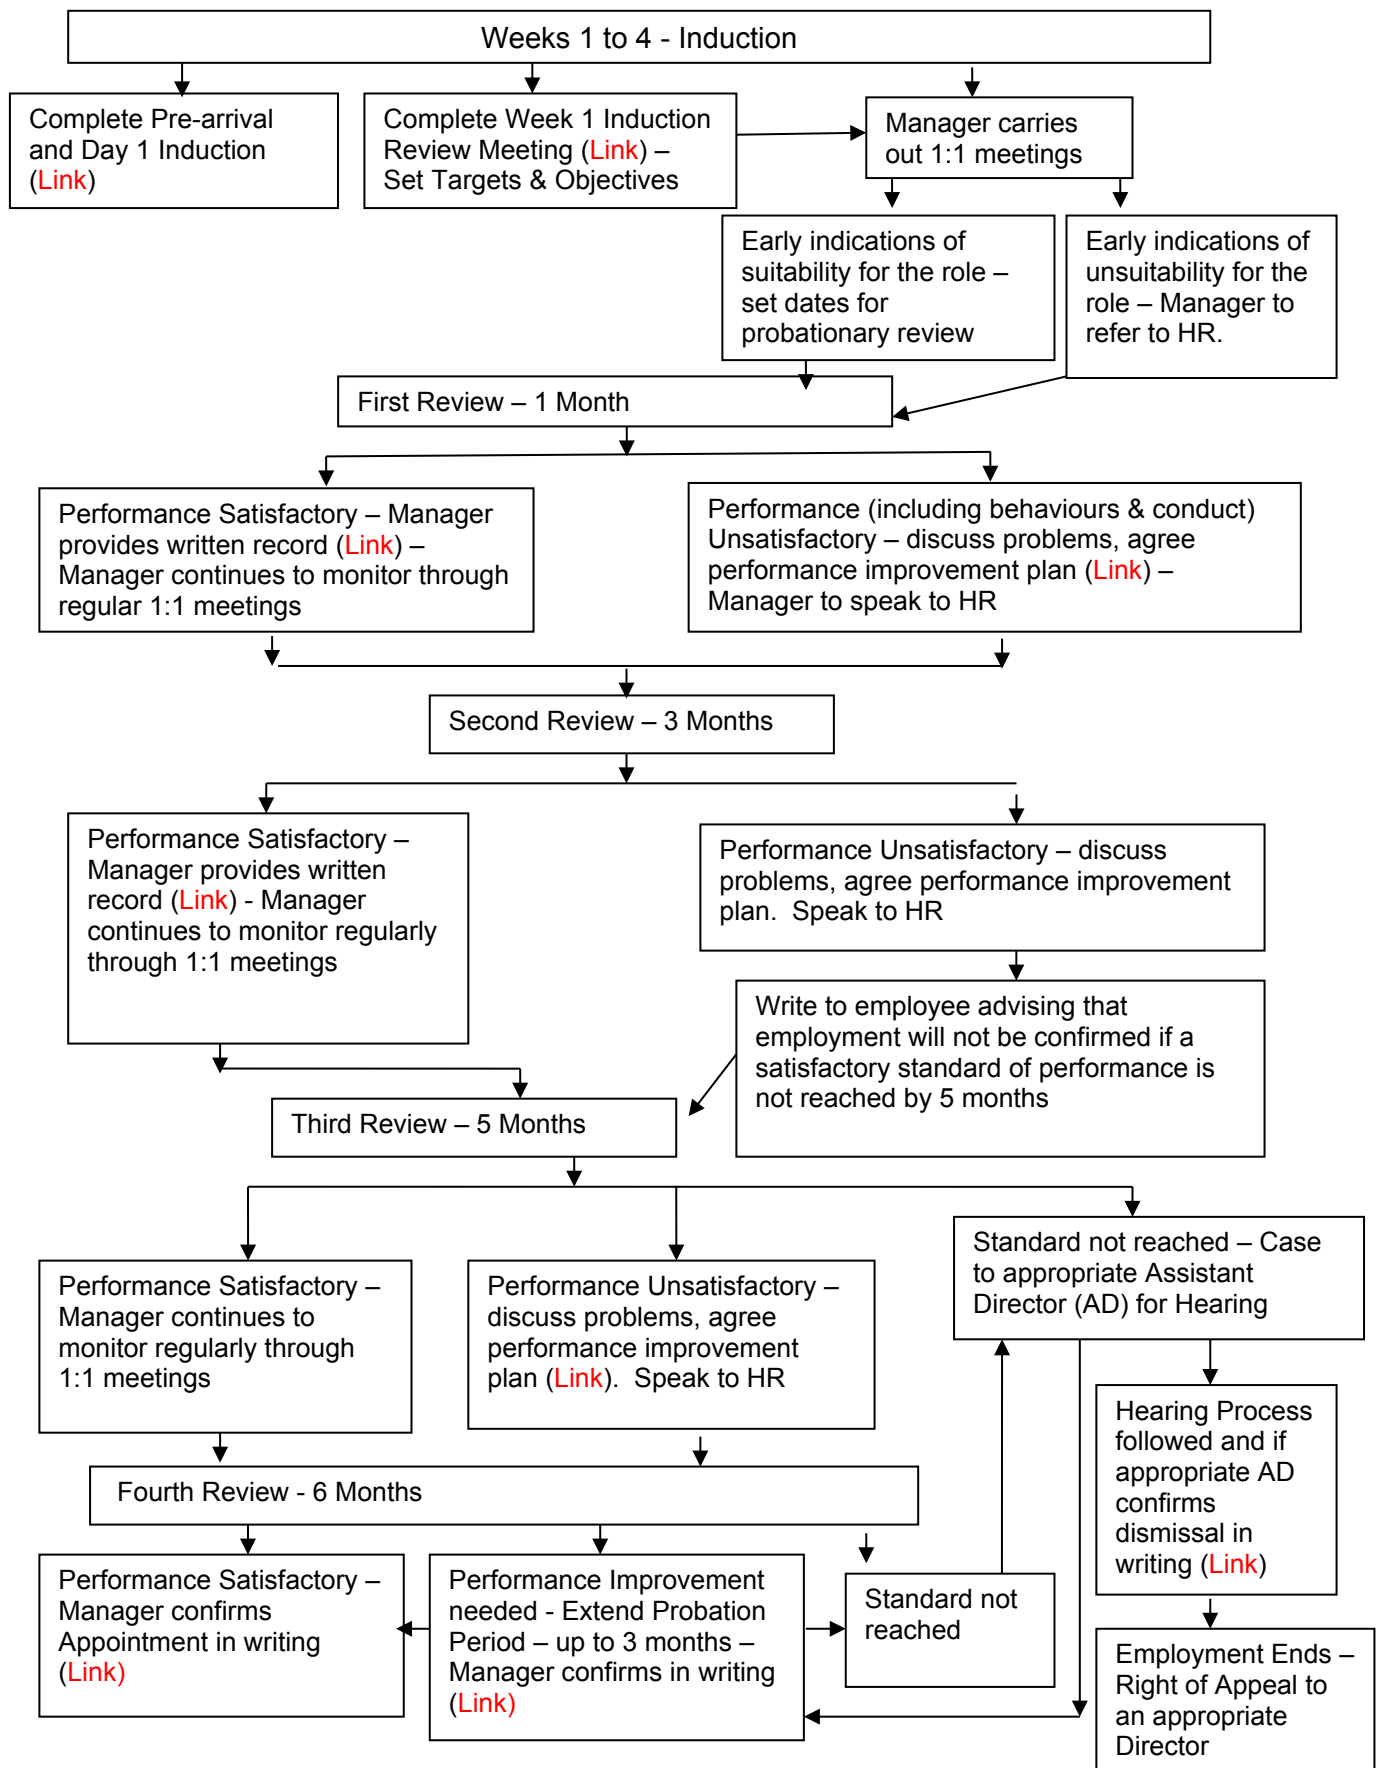 Weeks 1 to 4 - Induction
Complete Pre-arrival
and Day 1 Induction
(Link)
Complete Week 1 Induction
Review Meeting (Link) –
Set Targets & Objectives
Manager carries
out 1:1 meetings
Early indications of
suitability for the role –
set dates for
probationary review
Early indications of
unsuitability for the
role – Manager to
refer to HR.
First Review – 1 Month
Performance Satisfactory – Manager
provides written record (Link) –
Manager continues to monitor through
regular 1:1 meetings
Performance (including behaviours & conduct)
Unsatisfactory – discuss problems, agree
performance improvement plan (Link) –
Manager to speak to HR
Second Review – 3 Months
Performance Satisfactory –
Manager provides written
record (Link) - Manager
continues to monitor regularly
through 1:1 meetings
Performance Unsatisfactory – discuss
problems, agree performance improvement
plan.  Speak to HR
Write to employee advising that
employment will not be confirmed if a
satisfactory standard of performance is
not reached by 5 months
Third Review – 5 Months
Performance Satisfactory –
Manager continues to
monitor regularly through
1:1 meetings
Performance Unsatisfactory –
discuss problems, agree
performance improvement
plan (Link).  Speak to HR
Standard not reached – Case
to appropriate Assistant
Director (AD) for Hearing
Hearing Process
followed and if
appropriate AD
confirms
dismissal in
writing (Link)
Fourth Review - 6 Months
Performance Satisfactory –
Manager confirms
Appointment in writing
(Link)
Performance Improvement
needed - Extend Probation
Period – up to 3 months –
Manager confirms in writing
(Link)
Standard not
reached
Employment Ends –
Right of Appeal to
an appropriate
Director